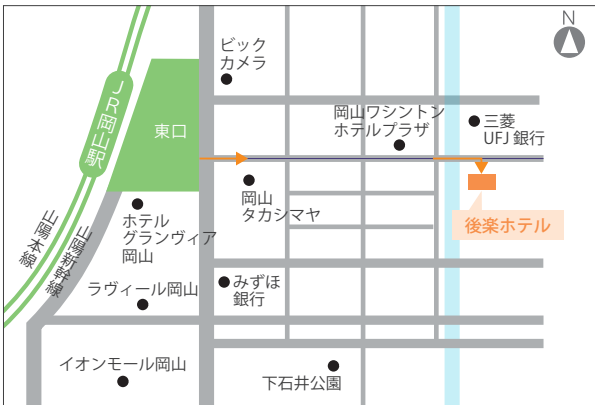 N
ビック
カメラ
JR岡山駅
東口
岡山ワシントン
ホテルプラザ
三菱
UFJ 銀行
岡山
タカシマヤ
後楽ホテル
ホテル
グランヴィア
岡山
山陽本線
山陽新幹線
みずほ
銀行
ラヴィール岡山
イオンモール岡山
下石井公園